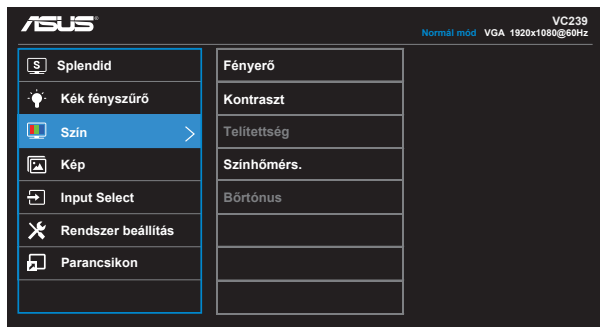 ASUS
VC239
Normál mód VGA 1920x1080@60Hz
S Splendid
Kék fényszűrő
Szín
Kép
Input Select
Rendszer beállítás
Parancsikon
Fényerő
Kontraszt
Telítettség
Színhőmérs.
Bőrtónus